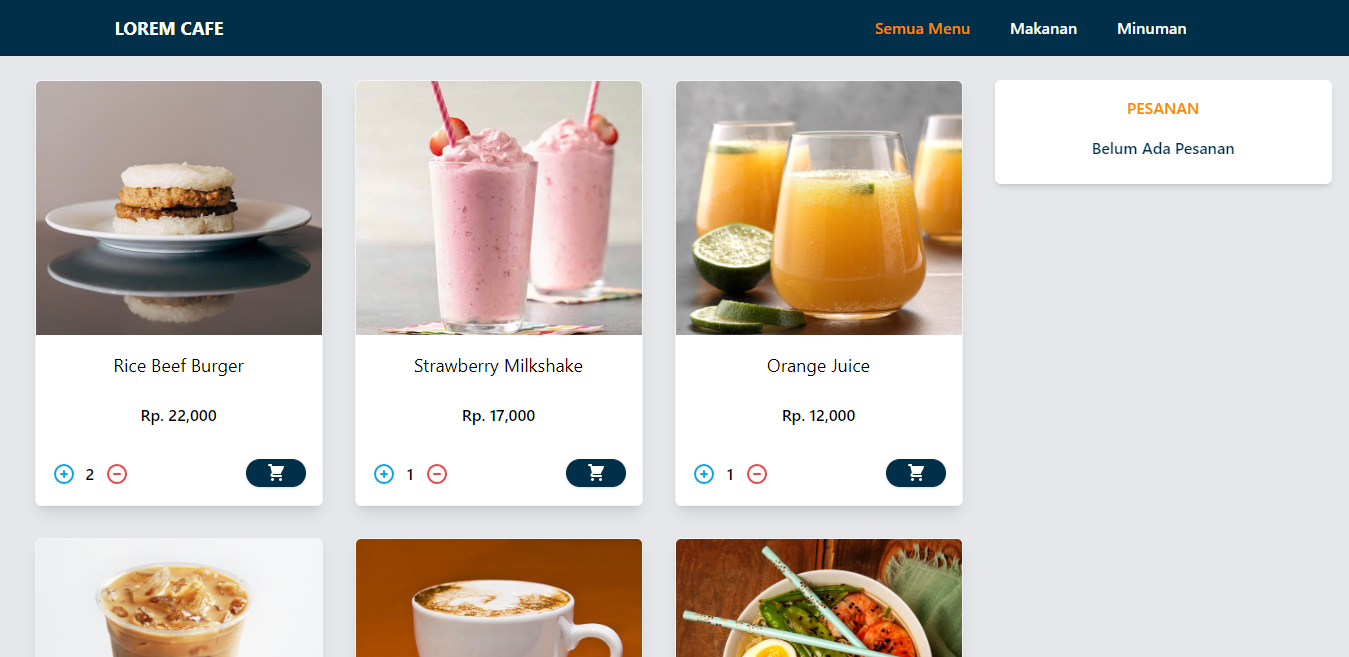 LOREM CAFE
Semua Menu Makanan Minuman
Rice Beef Burger
Rp. 22,000
2
Strawberry Milkshake
Rp. 17,000
1
Orange Juice
Rp. 12,000
1
PESANAN
Belum Ada Pesanan